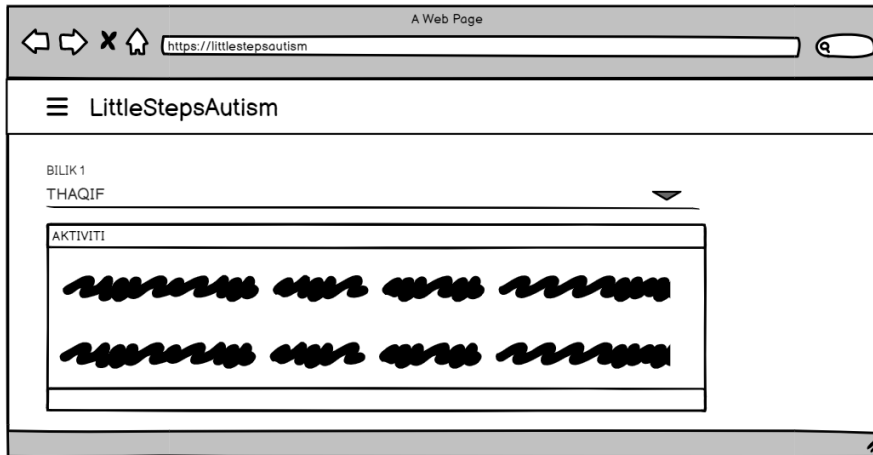 A Web Page
https://littlestepsautism
LittleStepsAutism
BILIK 1
THAQIF
AKTIVITI